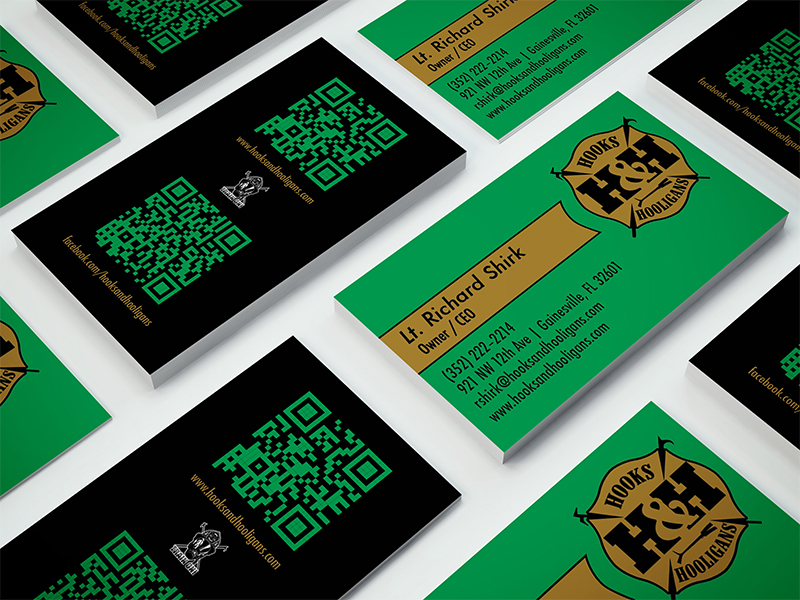 facebook.com/hooksandhooligans
Lt. Richard Shirk
Owner / CEO
(352) 222-2214
921 NW 12th Ave | Gainesville, FL 32601
rshirk@hooksandhooligans.com
www.hooksandhooligans.com
H&H
HOOLIGANS
www.hooksandhooligans.com
facebook.com/hooksandhooligans
HOOKS
H&H
HOOLIGANS
Lt. Richard Shirk
Owner / CEO
(352) 222-2214
921 NW 12th Ave | Gainesville, FL 32601
rshirk@hooksandhooligans.com
www.hooksandhooligans.com
facebook.com/hooksandhooligans
HOOLIGANS
facebook.com/
www.hooksandhooligans.com
HOOKS
H&H
HOOLIGANS